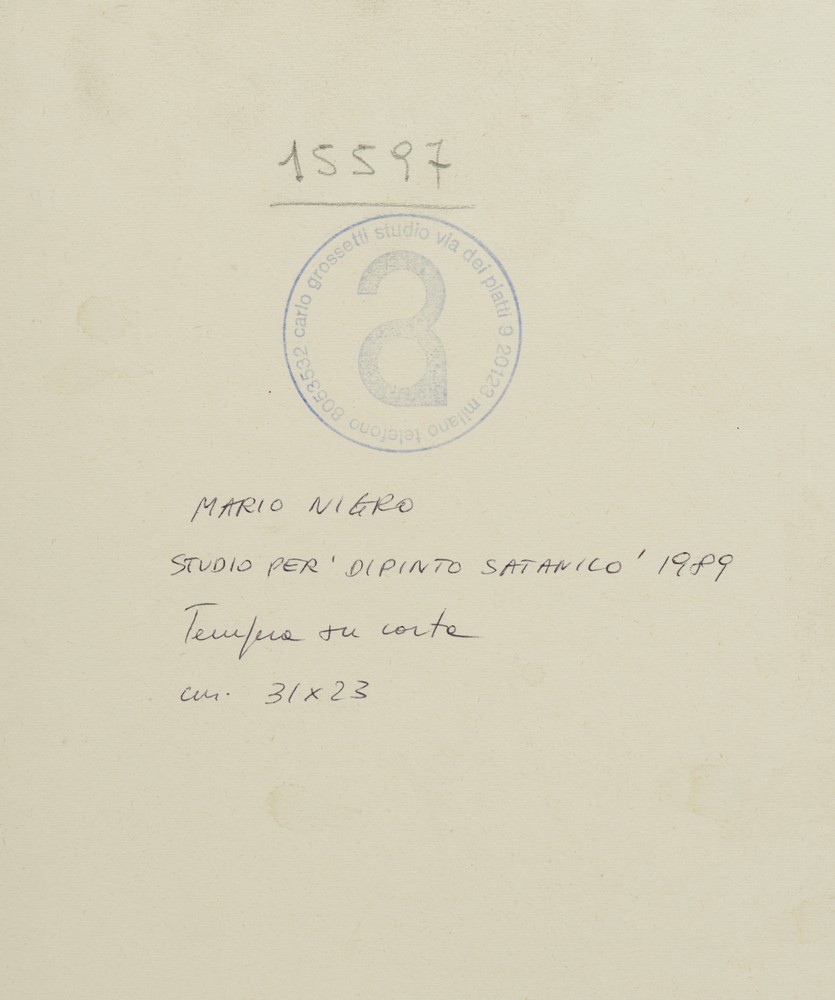 15597
carlo grossetti studio via dei piatti 9 20123 milano telefono 8053532
a
MARIO NIGRO
STUDIO PER 'DIPINTO SATANICO' 1989
Tempera su carta
cm. 31x23